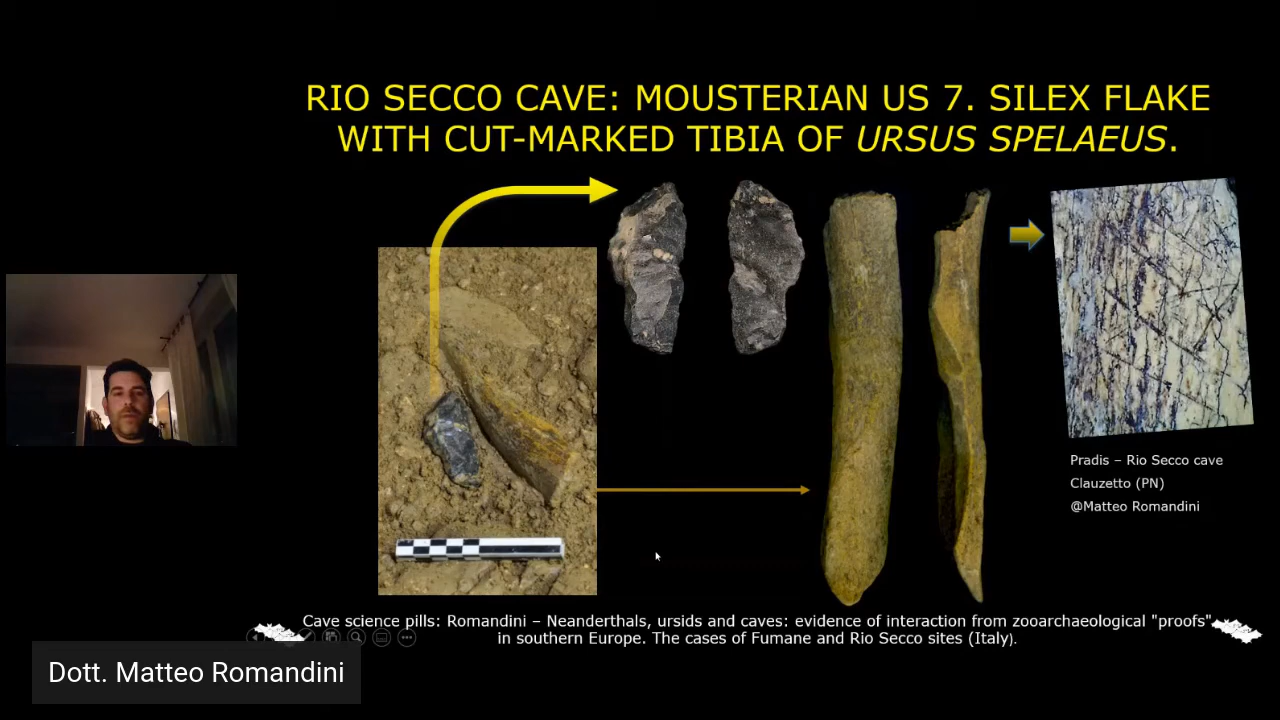 RIO SECCO CAVE: MOUSTERIAN US 7. SILEX FLAKE
WITH CUT-MARKED TIBIA OF URSUS SPELAEUS.
Pradis – Rio Secco cave
Clauzetto (PN)
@Matteo Romandini
Cave science pills: Romandini – Neanderthals, ursids and caves: evidence of interaction from zooarchaeological "proofs"
in southern Europe. The cases of Fumane and Rio Secco sites (Italy).
Dott. Matteo Romandini